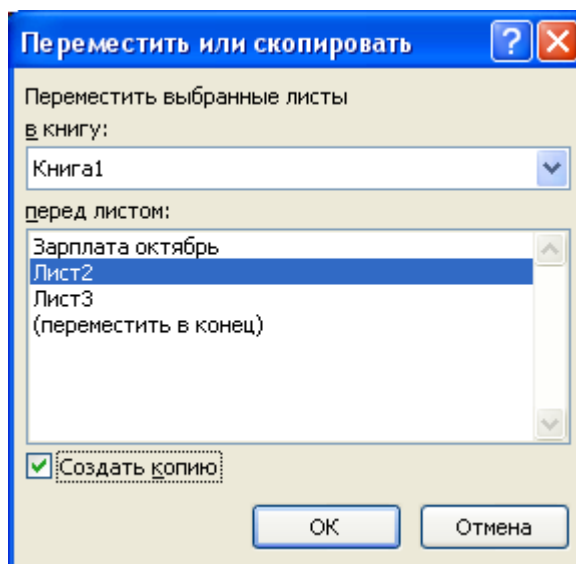 Переместить или скопировать
Переместить выбранные листы
в книгу:
Книга1
перед листом:
Зарплата октябрь
Лист2
Лист3
(переместить в конец)
Создать копию
ОК Отмена